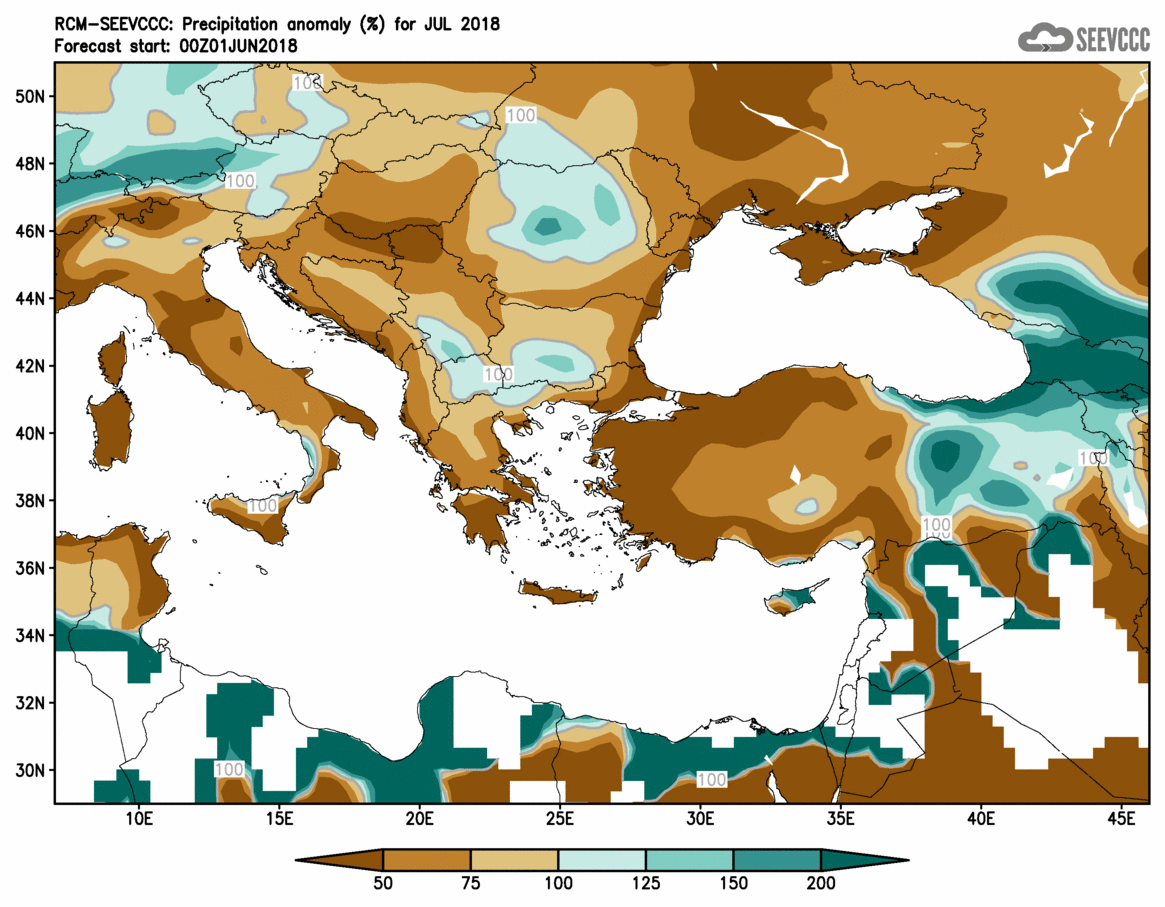 RCM-SEEVCCC: Precipitation anomaly (%) for JUL 2018
Forecast start: 00Z01JUN2018
SEEVCCC
50N
48N
46N
44N
42N
40N
38N
36N
34N
32N
30N
100
100
100
100
100
100
100
100
100
10E
15E
20E
25E
30E
35E
40E
45E
50
75
100
125
150
200